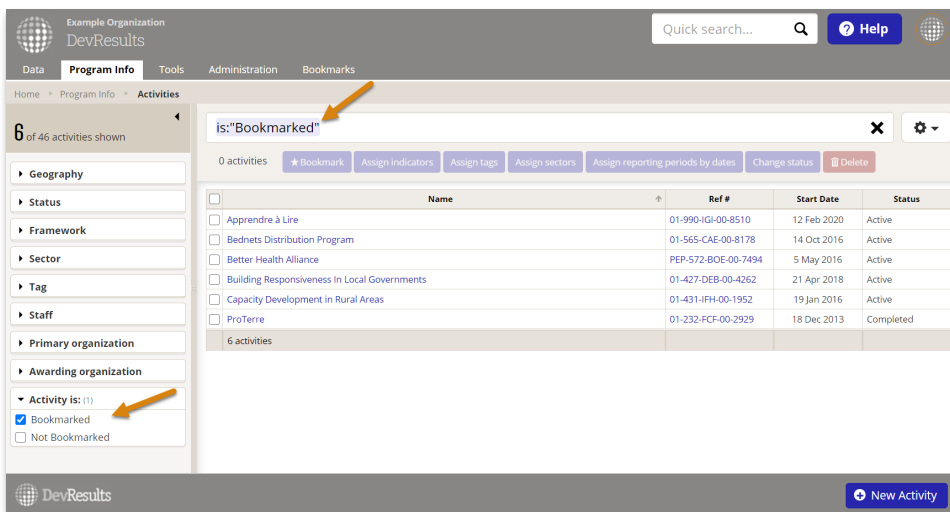 Example Organization
DevResults
Quick search...
Help
Data Program Info Tools Administration Bookmarks
Home Program Info Activities
6 of 46 activities shown
is:"Bookmarked"
0 activities Bookmark Assign indicators Assign tags Assign sectors Assign reporting periods by dates Change status Delete
Geography
Status
Framework
Sector
Tag
Staff
Primary organization
Awarding organization
Activity is: (1)
Bookmarked
Not Bookmarked
Name Ref # Start Date Status
Apprendre à Lire 01-990-IGI-00-8510 12 Feb 2020 Active
Bednets Distribution Program 01-565-CAE-00-8178 14 Oct 2016 Active
Better Health Alliance PEP-572-BOE-00-7494 5 May 2016 Active
Building Responsiveness In Local Governments 01-427-DEB-00-4262 21 Apr 2018 Active
Capacity Development in Rural Areas 01-431-IFH-00-1952 19 Jan 2016 Active
ProTerre 01-232-FCF-00-2929 18 Dec 2013 Completed
6 activities
DevResults
New Activity